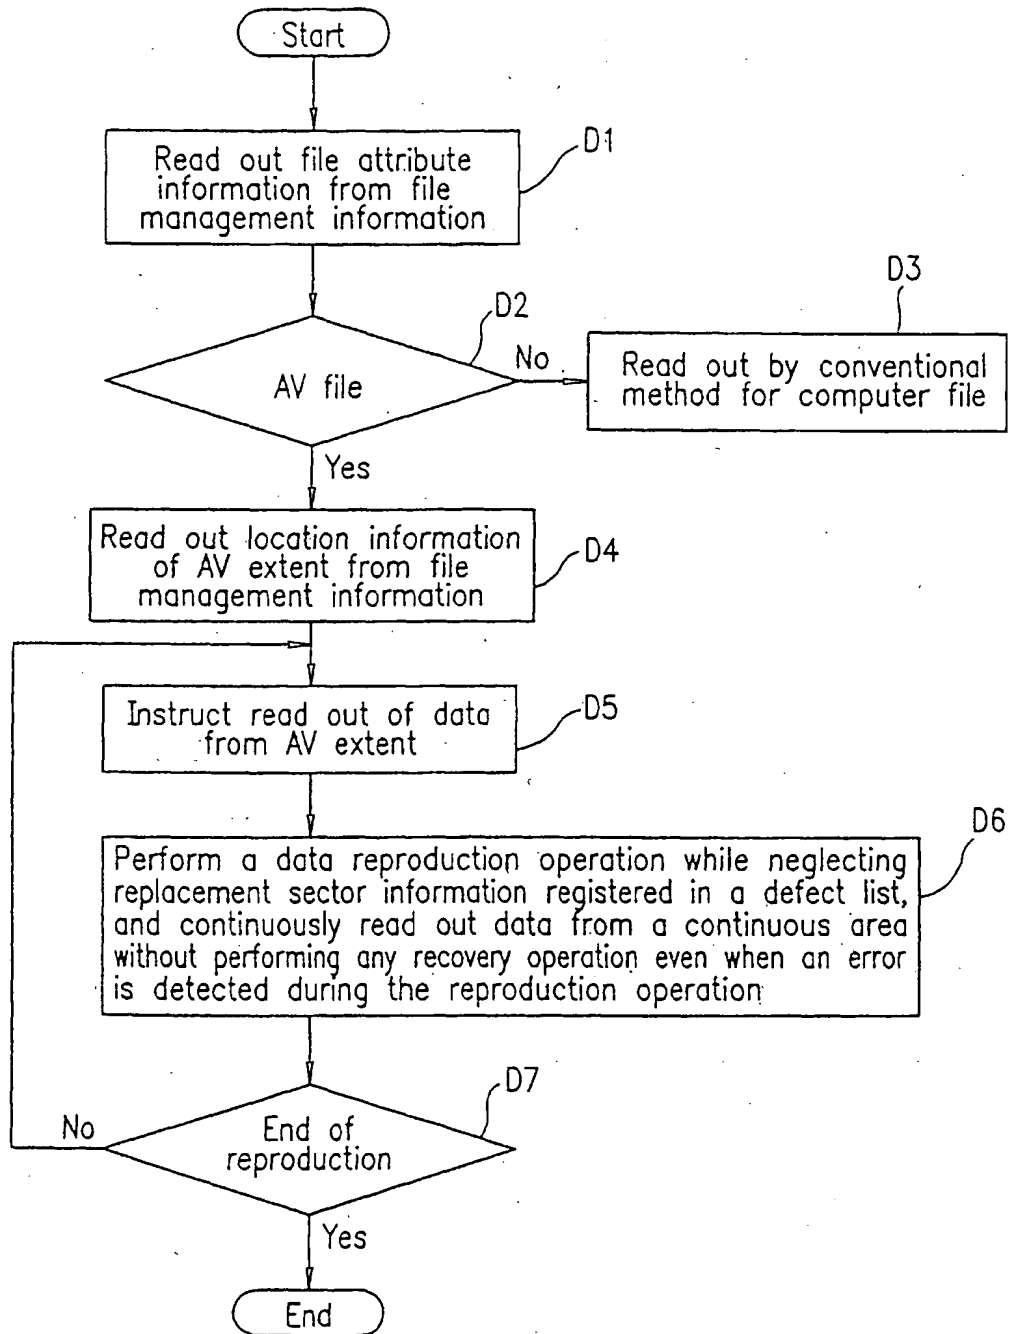 Start
Read out file attribute
information from file
management information
D1
AV file
D2
No
Yes
Read out by conventional
method for computer file
D3
Read out location information
of AV extent from file
management information
D4
Instruct read out of data
from AV extent
D5
Perform a data reproduction operation while neglecting
replacement sector information registered in a defect list,
and continuously read out data from a continuous area
without performing any recovery operation even when an error
is detected during the reproduction operation
D6
End of
reproduction
D7
No
Yes
End